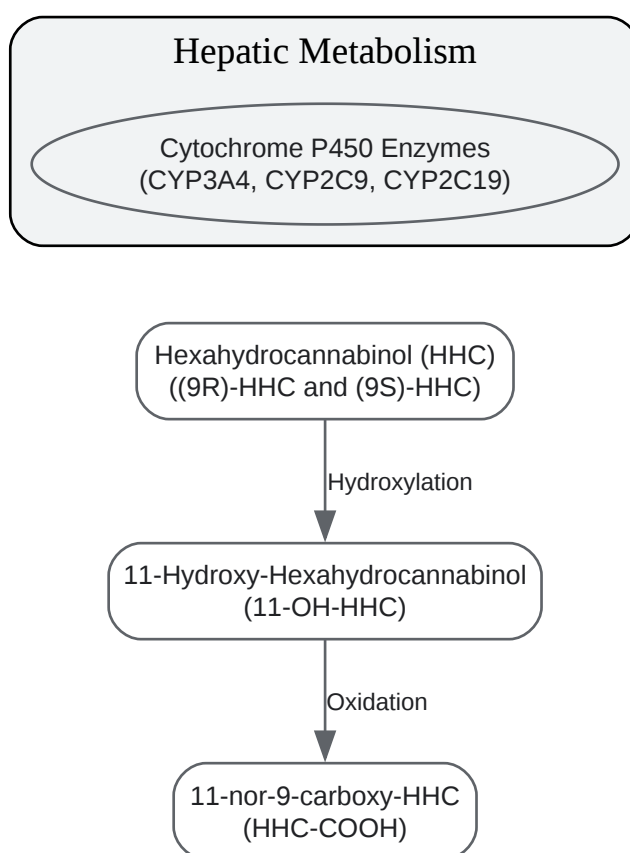 Hepatic Metabolism
Cytochrome P450 Enzymes
(CYP3A4, CYP2C9, CYP2C19)
Hexahydrocannabinol (HHC)
((9R)-HHC and (9S)-HHC)
Hydroxylation
11-Hydroxy-Hexahydrocannabinol
(11-OH-HHC)
Oxidation
11-nor-9-carboxy-HHC
(HHC-COOH)